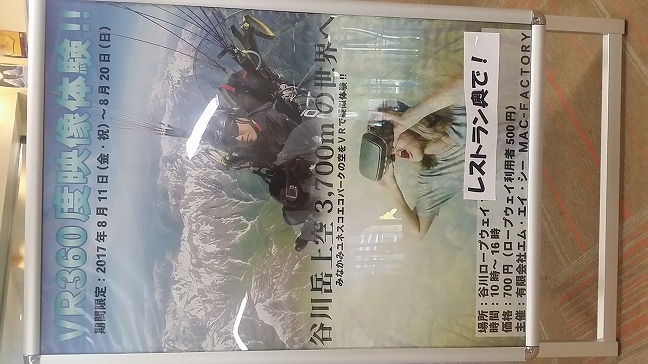 VR360度映像体験!!
期間限定：2017年8月11日（金・祝）～8月20日（日）
谷川岳上空3,700mの世界へ
みなかみユネスコエコパークの空をVRで疑似体験!!
レストラン奥で！
場所：谷川ロープウェイ
時間：10時～16時
価格：700円（ロープウェイ利用者500円）
主催：有限会社エム・エイ・シー MAC-FACTORY